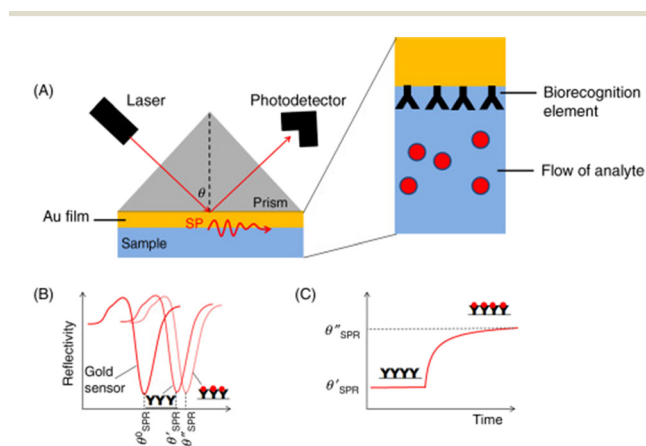 (A)
Laser
Photodetector
θ
Prism
Au film
SP
Sample
Biorecognition
element
Flow of analyte
(B)
Reflectivity
Gold
sensor
θ⁰SPR
θ′SPR
θ″SPR
(C)
θ″SPR
θ′SPR
Time